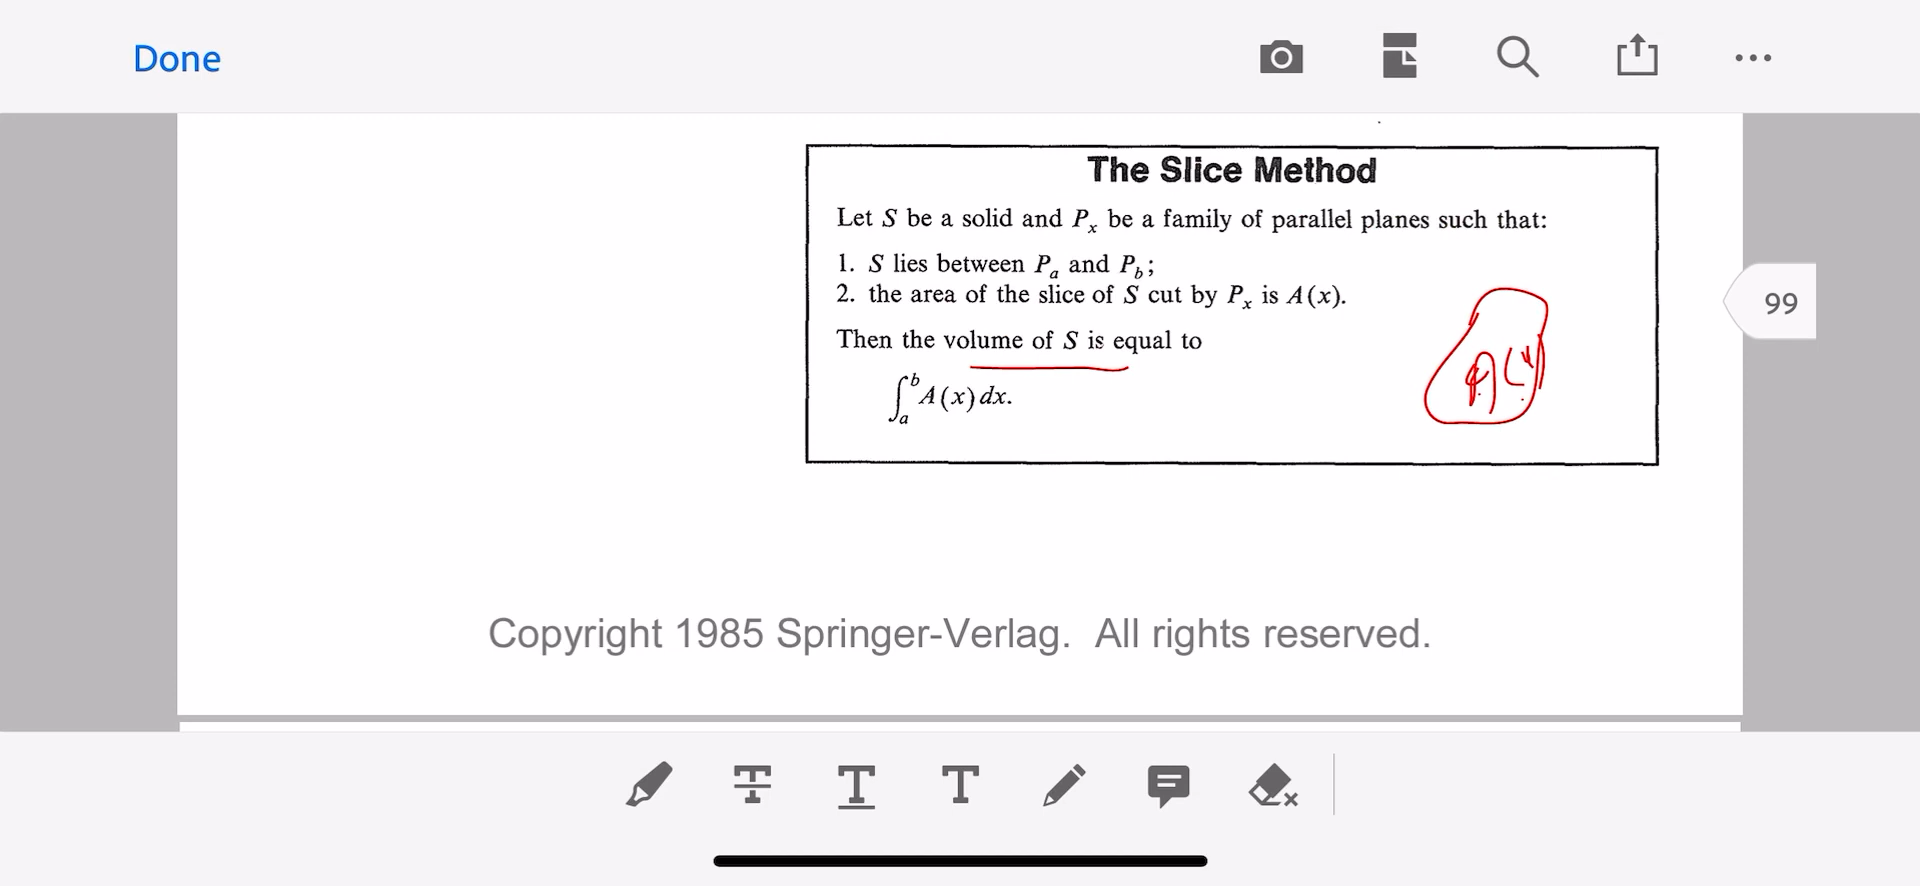 Done
The Slice Method
Let S be a solid and Pₓ be a family of parallel planes such that:
1. S lies between Pₐ and P_b;
2. the area of the slice of S cut by Pₓ is A(x).
Then the volume of S is equal to
∫ₐᵇ A(x) dx.
A(x)
99
Copyright 1985 Springer-Verlag. All rights reserved.